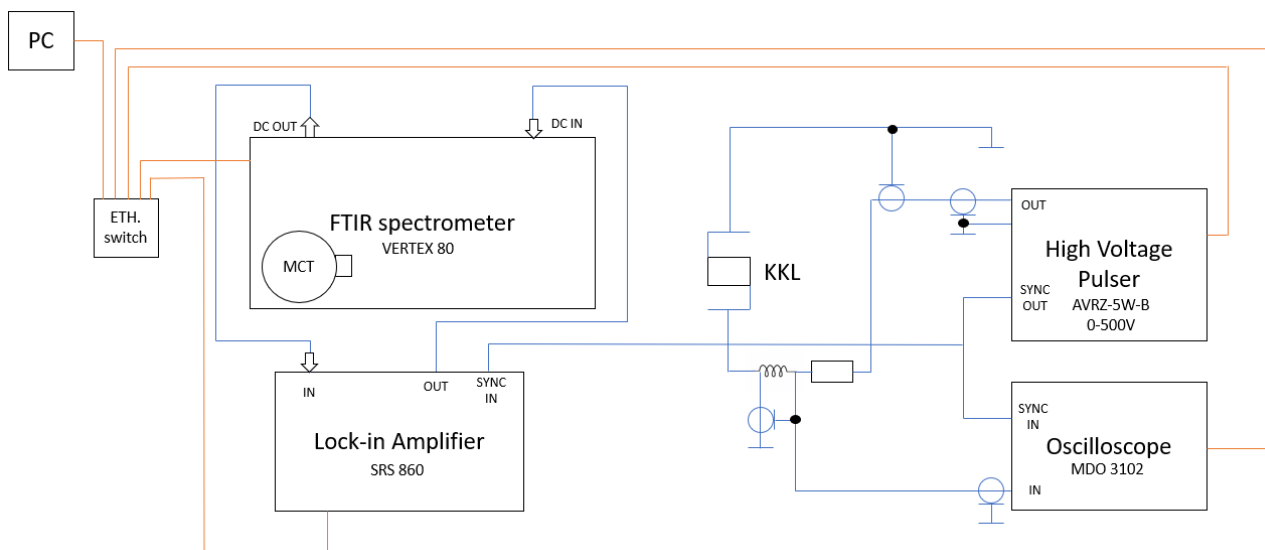 PC
DC OUT
DC IN
ETH.
switch
FTIR spectrometer
VERTEX 80
MCT
KKL
OUT
High Voltage
Pulser
AVRZ-5W-B
0-500V
SYNC
OUT
IN
OUT
SYNC
IN
Lock-in Amplifier
SRS 860
SYNC
IN
Oscilloscope
MDO 3102
IN